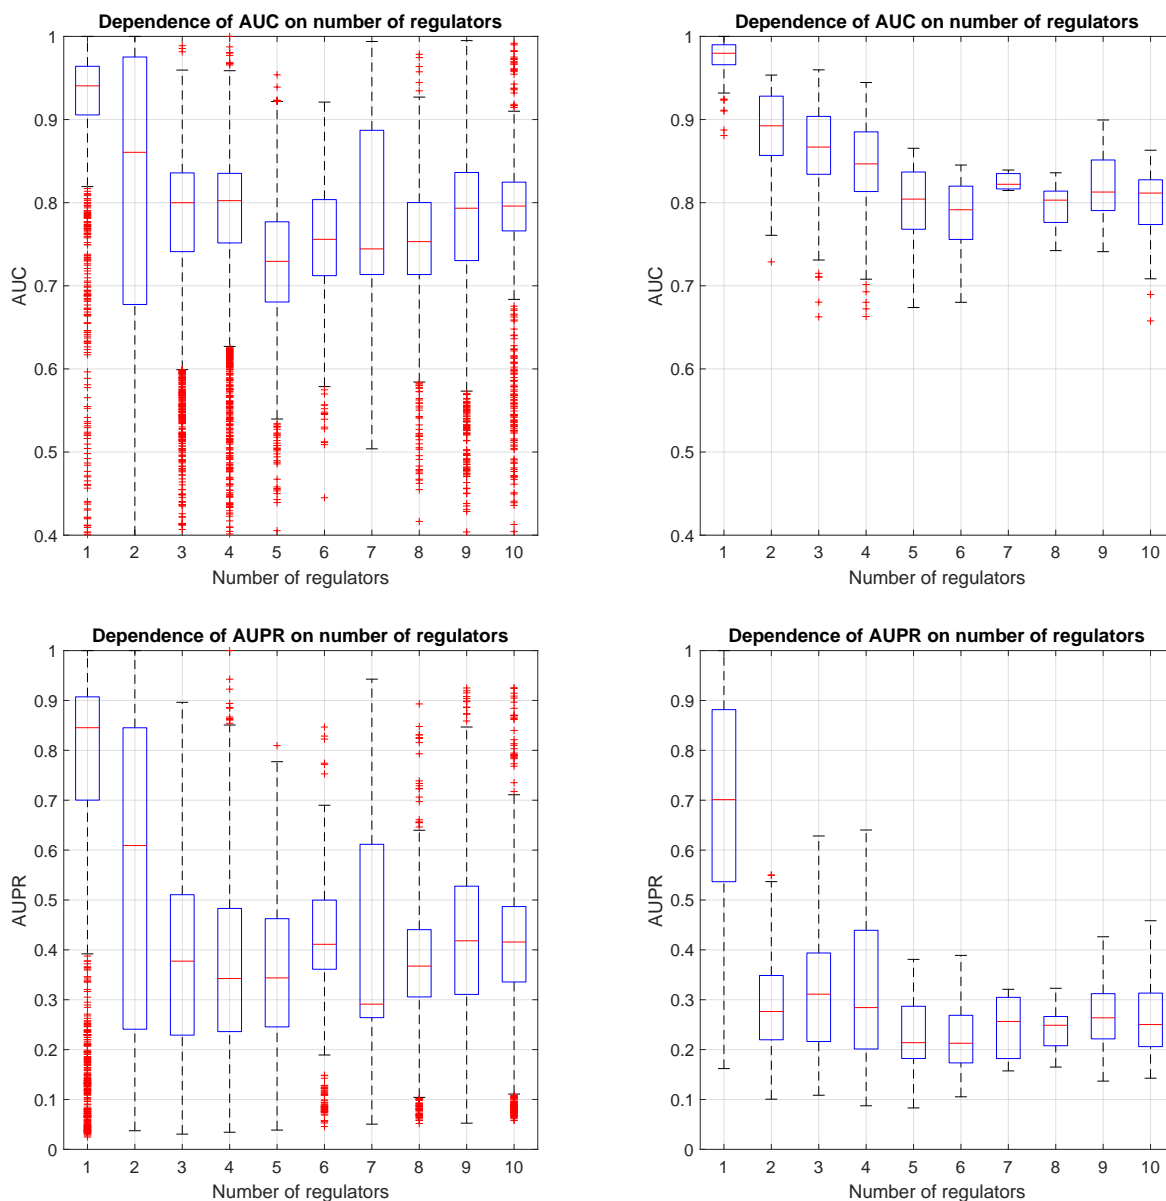 Dependence of AUC on number of regulators
1
0.9
0.8
0.7
0.6
0.5
0.4
AUC
1 2 3 4 5 6 7 8 9 10
Number of regulators
Dependence of AUC on number of regulators
1
0.9
0.8
0.7
0.6
0.5
0.4
AUC
1 2 3 4 5 6 7 8 9 10
Number of regulators
Dependence of AUPR on number of regulators
1
0.9
0.8
0.7
0.6
0.5
0.4
0.3
0.2
0.1
0
AUPR
1 2 3 4 5 6 7 8 9 10
Number of regulators
Dependence of AUPR on number of regulators
1
0.9
0.8
0.7
0.6
0.5
0.4
0.3
0.2
0.1
0
AUPR
1 2 3 4 5 6 7 8 9 10
Number of regulators